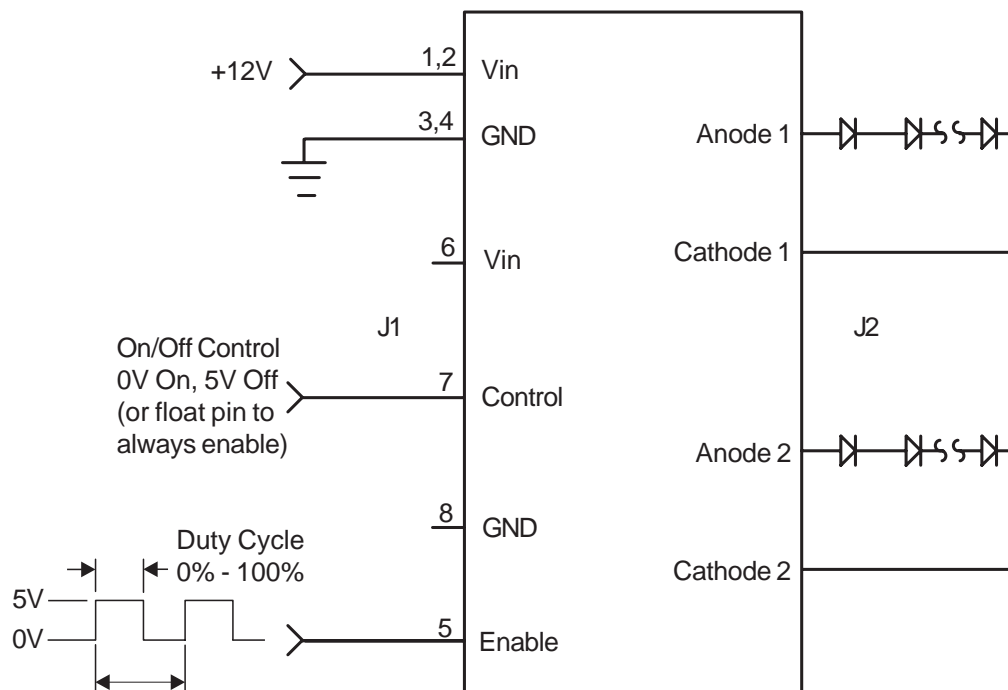 +12V
1,2
Vin
3,4
GND
Anode 1
6
Vin
Cathode 1
J1
J2
On/Off Control
0V On, 5V Off
(or float pin to
always enable)
7
Control
Anode 2
8
GND
Duty Cycle
0% - 100%
Cathode 2
5V
0V
5
Enable